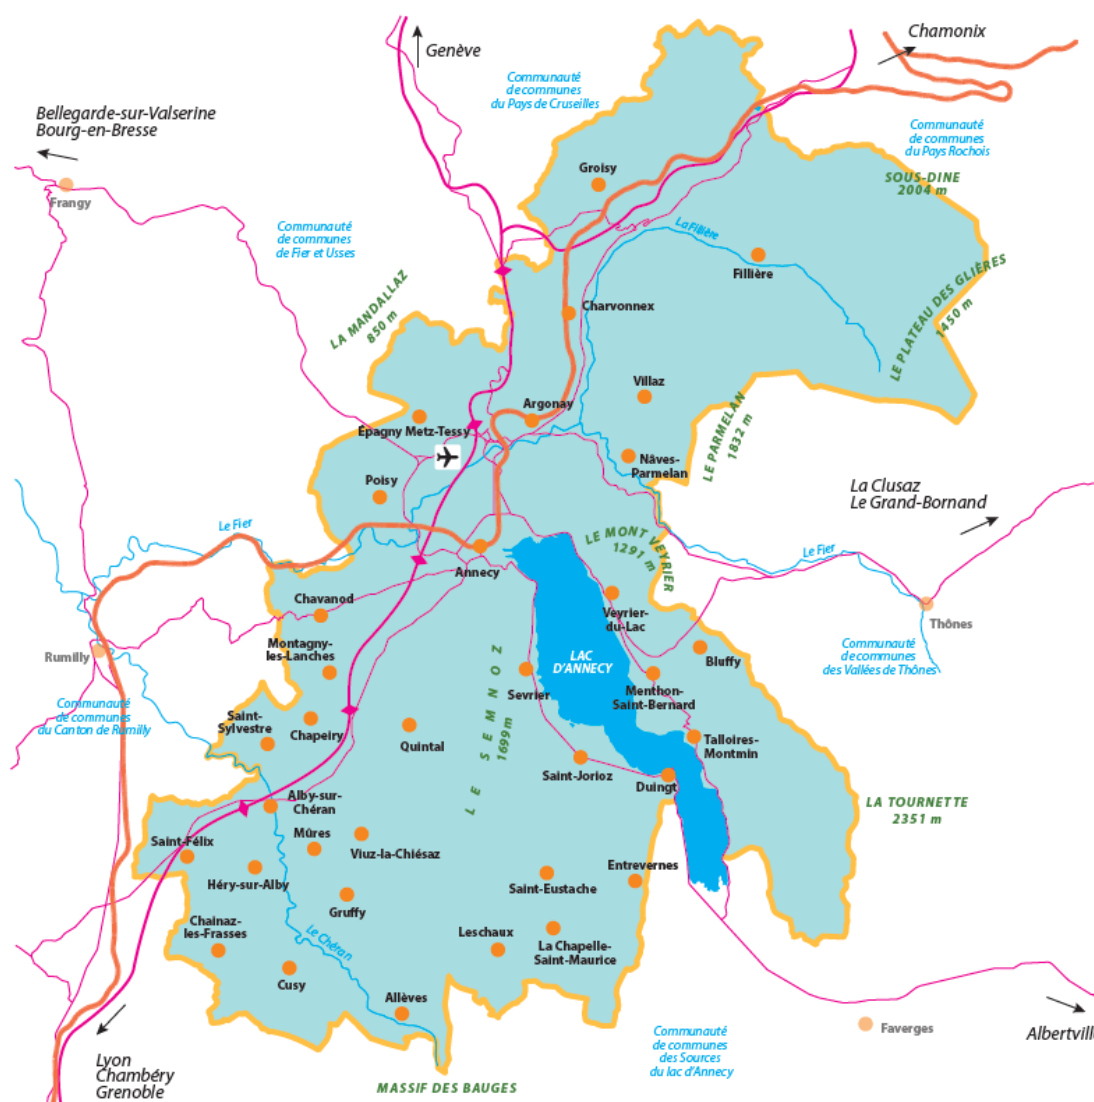 Genève
Chamonix
Communauté
de communes
du Pays de Cruseilles
Bellegarde-sur-Valserine
Bourg-en-Bresse
Communauté
de communes
du Pays Rochois
Groisy
SOUS-DINE
2004 m
Frangy
Communauté
de communes
de Fier et Usses
La Fillière
Fillière
LA MANDALLAZ
850 m
LE PLATEAU DES GLIÈRES
1450 m
Charvonnex
Villaz
Argonay
Épagny Metz-Tessy
LE PARMELAN
1832 m
Nâves-
Parmelan
Poisy
La Clusaz
Le Grand-Bornand
Le Fier
LE MONT VEYRIER
1291 m
Le Fier
Annecy
Chavanod
Veyrier-
du-Lac
Thônes
Montagny-
les-Lanches
Rumilly
LAC
D'ANNECY
Bluffy
Communauté
de communes
des Vallées de Thônes
Sevrier
Menthon-
Saint-Bernard
Communauté
de communes
du Canton de Rumilly
Saint-
Sylvestre
Chapeiry
Quintal
LE SEMNOZ
1699 m
Talloires-
Montmin
Saint-Jorioz
Duingt
Alby-sur-
Chéran
LA TOURNETTE
2351 m
Saint-Félix
Mûres
Viuz-la-Chiésaz
Héry-sur-Alby
Entrevernes
Saint-Eustache
Gruffy
Chainaz-
les-Frasses
Le Chéran
Leschaux
La Chapelle-
Saint-Maurice
Cusy
Allèves
Faverges
Albertvill
Communauté
de communes
des Sources
du lac d'Annecy
Lyon
Chambéry
Grenoble
MASSIF DES BAUGES